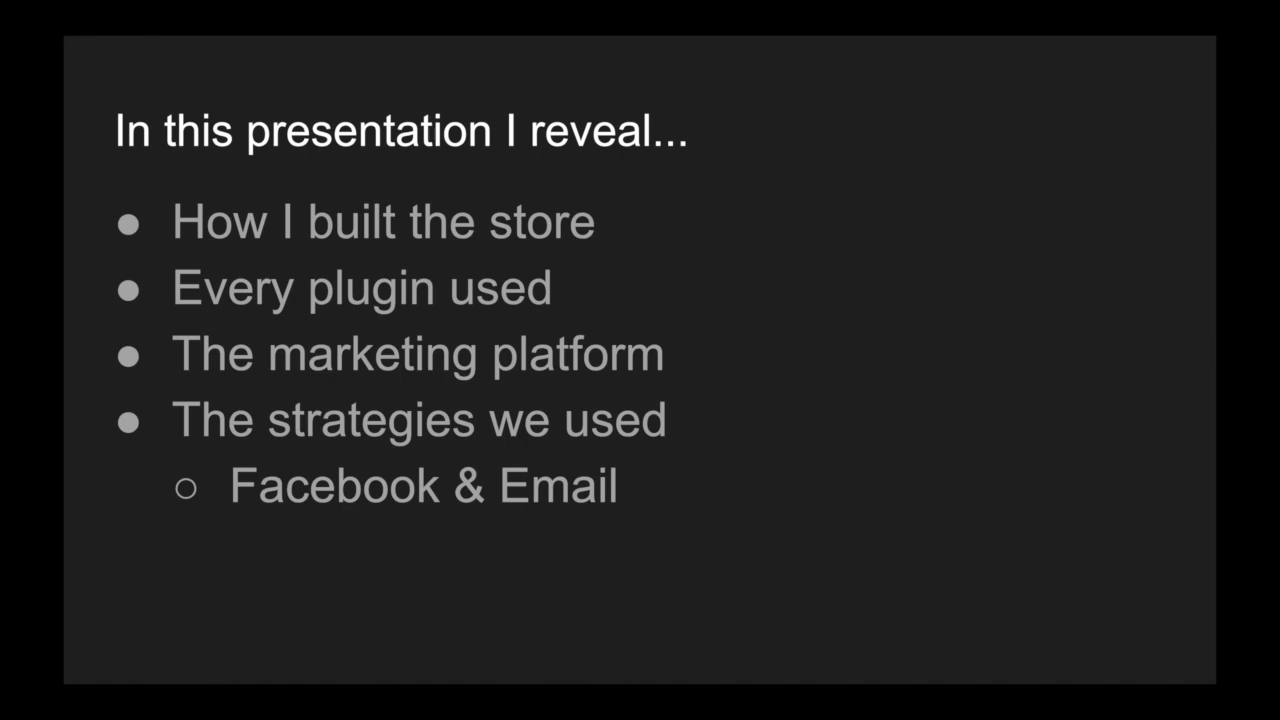 In this presentation I reveal...
● How I built the store
● Every plugin used
● The marketing platform
● The strategies we used
○ Facebook & Email